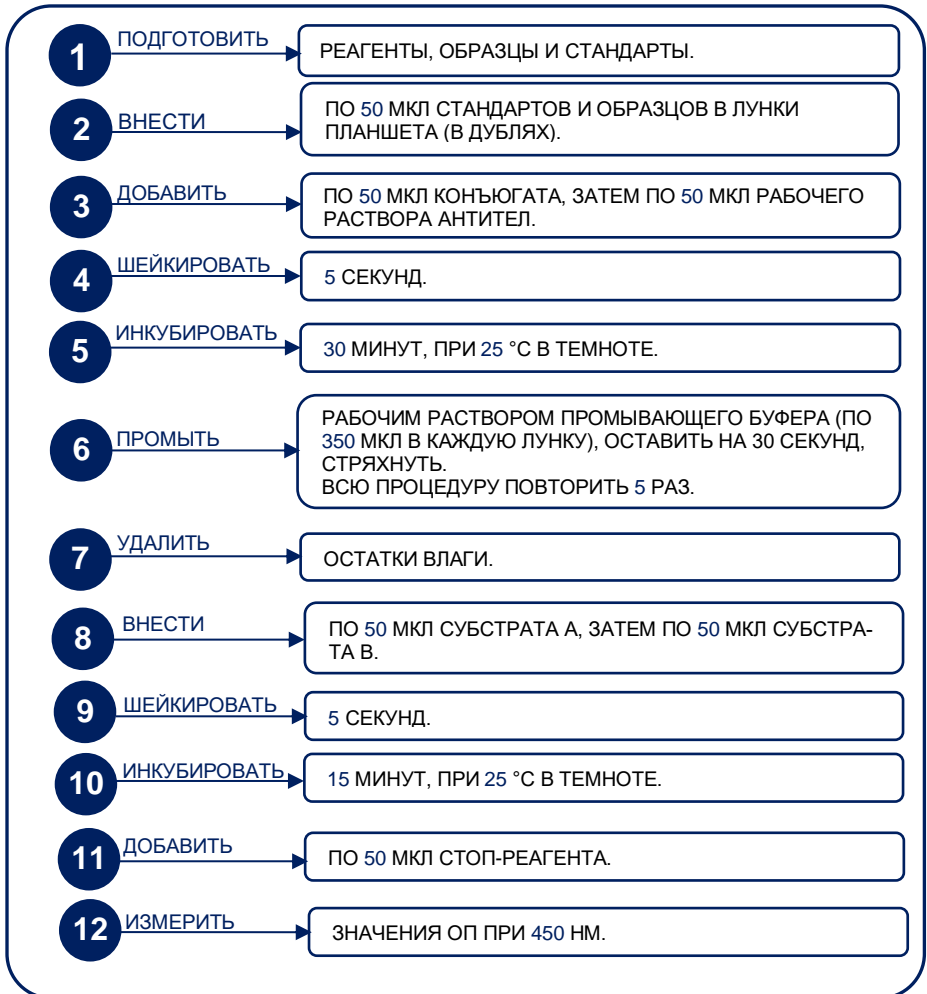 1
ПОДГОТОВИТЬ
РЕАГЕНТЫ, ОБРАЗЦЫ И СТАНДАРТЫ.
2
ВНЕСТИ
ПО 50 МКЛ СТАНДАРТОВ И ОБРАЗЦОВ В ЛУНКИ
ПЛАНШЕТА (В ДУБЛЯХ).
3
ДОБАВИТЬ
ПО 50 МКЛ КОНЪЮГАТА, ЗАТЕМ ПО 50 МКЛ РАБОЧЕГО
РАСТВОРА АНТИТЕЛ.
4
ШЕЙКИРОВАТЬ
5 СЕКУНД.
5
ИНКУБИРОВАТЬ
30 МИНУТ, ПРИ 25 °С В ТЕМНОТЕ.
6
ПРОМЫТЬ
РАБОЧИМ РАСТВОРОМ ПРОМЫВАЮЩЕГО БУФЕРА (ПО
350 МКЛ В КАЖДУЮ ЛУНКУ), ОСТАВИТЬ НА 30 СЕКУНД,
СТРЯХНУТЬ.
ВСЮ ПРОЦЕДУРУ ПОВТОРИТЬ 5 РАЗ.
7
УДАЛИТЬ
ОСТАТКИ ВЛАГИ.
8
ВНЕСТИ
ПО 50 МКЛ СУБСТРАТА А, ЗАТЕМ ПО 50 МКЛ СУБСТРА-
ТА В.
9
ШЕЙКИРОВАТЬ
5 СЕКУНД.
10
ИНКУБИРОВАТЬ
15 МИНУТ, ПРИ 25 °С В ТЕМНОТЕ.
11
ДОБАВИТЬ
ПО 50 МКЛ СТОП-РЕАГЕНТА.
12
ИЗМЕРИТЬ
ЗНАЧЕНИЯ ОП ПРИ 450 НМ.